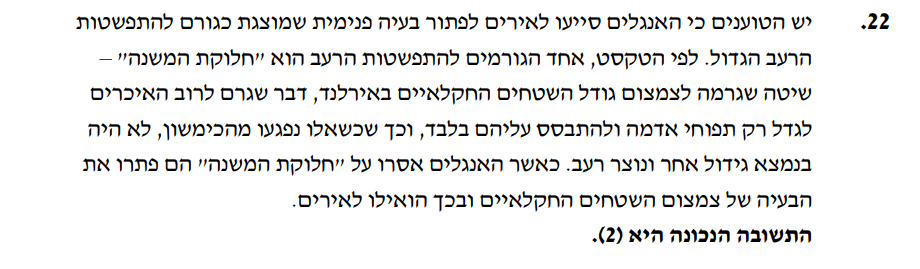 22. יש הטוענים כי האנגלים סייעו לאירים לפתור בעיה פנימית שמוצגת כגורם להתפשטות
הרעב הגדול. לפי הטקסט, אחד הגורמים להתפשטות הרעב הוא "חלוקת המשנה" –
שיטה שגרמה לצמצום גודל השטחים החקלאיים באירלנד, דבר שגרם לרוב האיכרים
לגדל רק תפוחי אדמה ולהתבסס עליהם בלבד, וכך שכשאלו נפגעו מהכימשון, לא היה
בנמצא גידול אחר ונוצר רעב. כאשר האנגלים אסרו על "חלוקת המשנה" הם פתרו את
הבעיה של צמצום השטחים החקלאיים ובכך הואילו לאירים.
התשובה הנכונה היא (2).